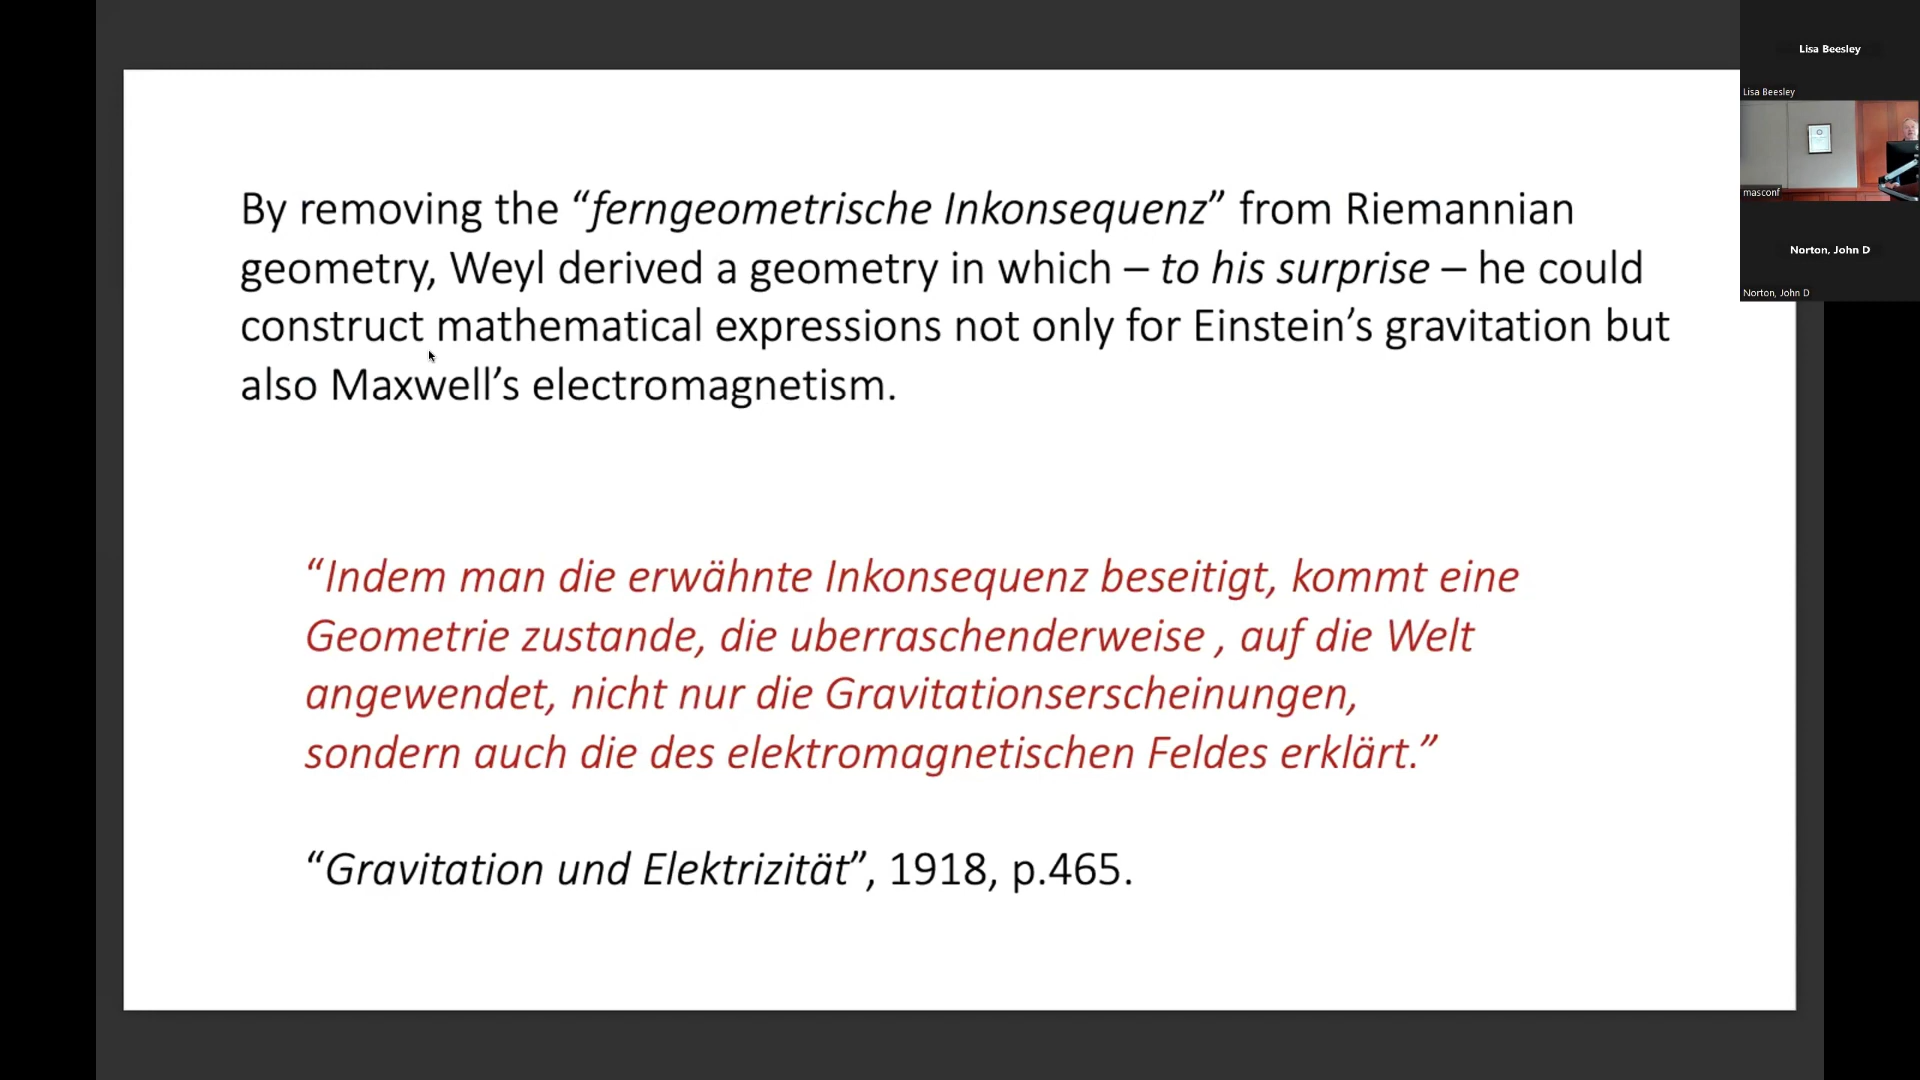 By removing the “ferngeometrische Inkonsequenz” from Riemannian
geometry, Weyl derived a geometry in which – to his surprise – he could
construct mathematical expressions not only for Einstein’s gravitation but
also Maxwell’s electromagnetism.
“Indem man die erwähnte Inkonsequenz beseitigt, kommt eine
Geometrie zustande, die uberraschenderweise , auf die Welt
angewendet, nicht nur die Gravitationserscheinungen,
sondern auch die des elektromagnetischen Feldes erklärt.”
“Gravitation und Elektrizität”, 1918, p.465.
Lisa Beesley
Lisa Beesley
masconf
Norton, John D
Norton, John D